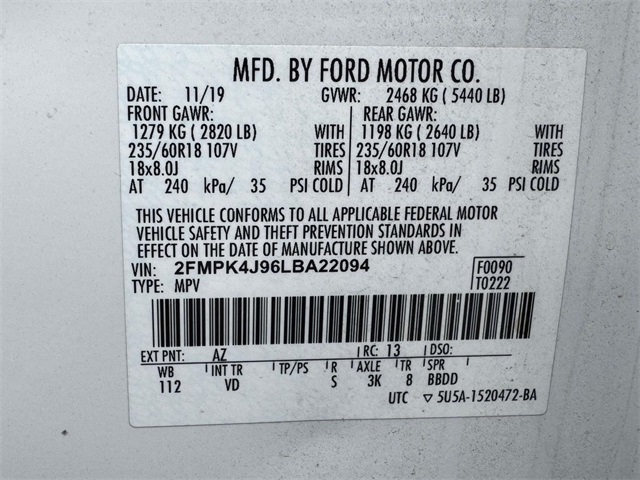 MFD. BY FORD MOTOR CO.
DATE: 11/19 GVWR: 2468 KG ( 5440 LB)
FRONT GAWR: REAR GAWR:
1279 KG ( 2820 LB) WITH 1198 KG ( 2640 LB) WITH
235/60R18 107V TIRES 235/60R18 107V TIRES
18x8.0J RIMS 18x8.0J RIMS
AT 240 kPa/ 35 PSI COLD AT 240 kPa/ 35 PSI COLD
THIS VEHICLE CONFORMS TO ALL APPLICABLE FEDERAL MOTOR
VEHICLE SAFETY AND THEFT PREVENTION STANDARDS IN
EFFECT ON THE DATE OF MANUFACTURE SHOWN ABOVE.
VIN: 2FMPK4J96LBA22094 F0090
TYPE: MPV T0222
EXT PNT: AZ RC: 13 DSO:
WB INT TR TP/PS R AXLE TR SPR
112 VD S 3K 8 BBDD
UTC ▽ 5U5A-1520472-BA